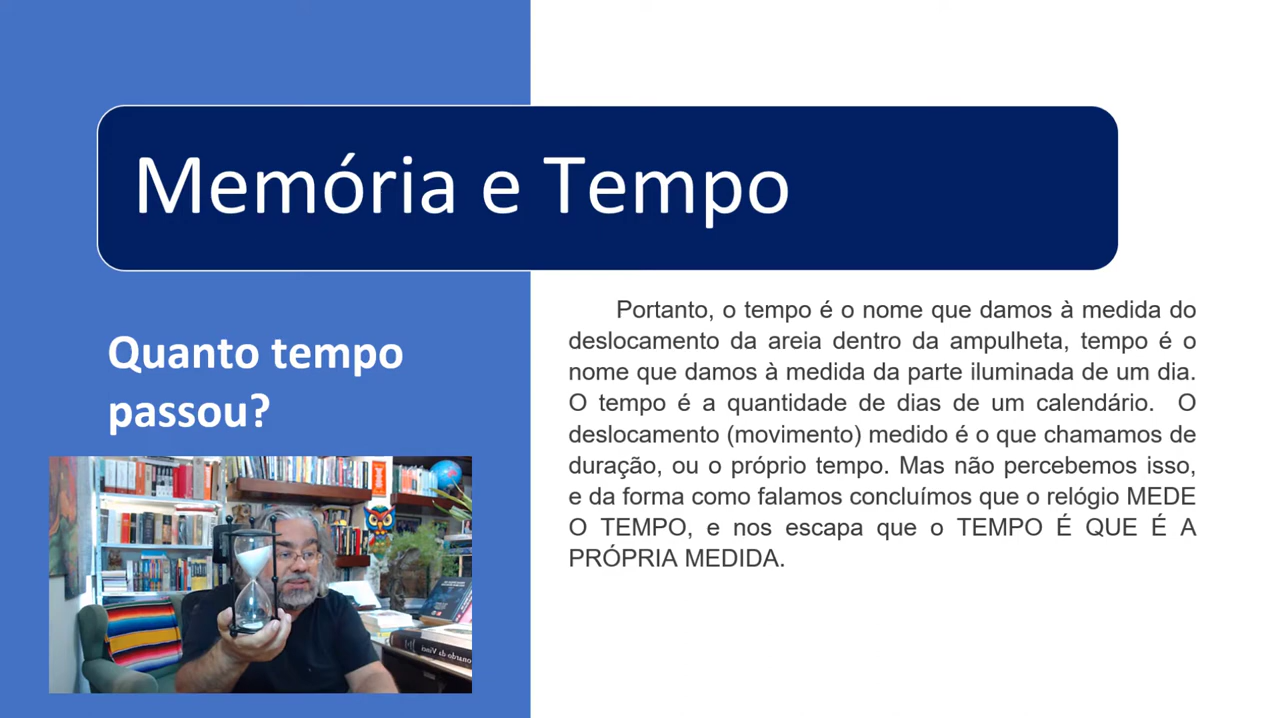 Memória e Tempo
Quanto tempo
passou?
Portanto, o tempo é o nome que damos à medida do
deslocamento da areia dentro da ampulheta, tempo é o
nome que damos à medida da parte iluminada de um dia.
O tempo é a quantidade de dias de um calendário. O
deslocamento (movimento) medido é o que chamamos de
duração, ou o próprio tempo. Mas não percebemos isso,
e da forma como falamos concluímos que o relógio MEDE
O TEMPO, e nos escapa que o TEMPO É QUE É A
PRÓPRIA MEDIDA.